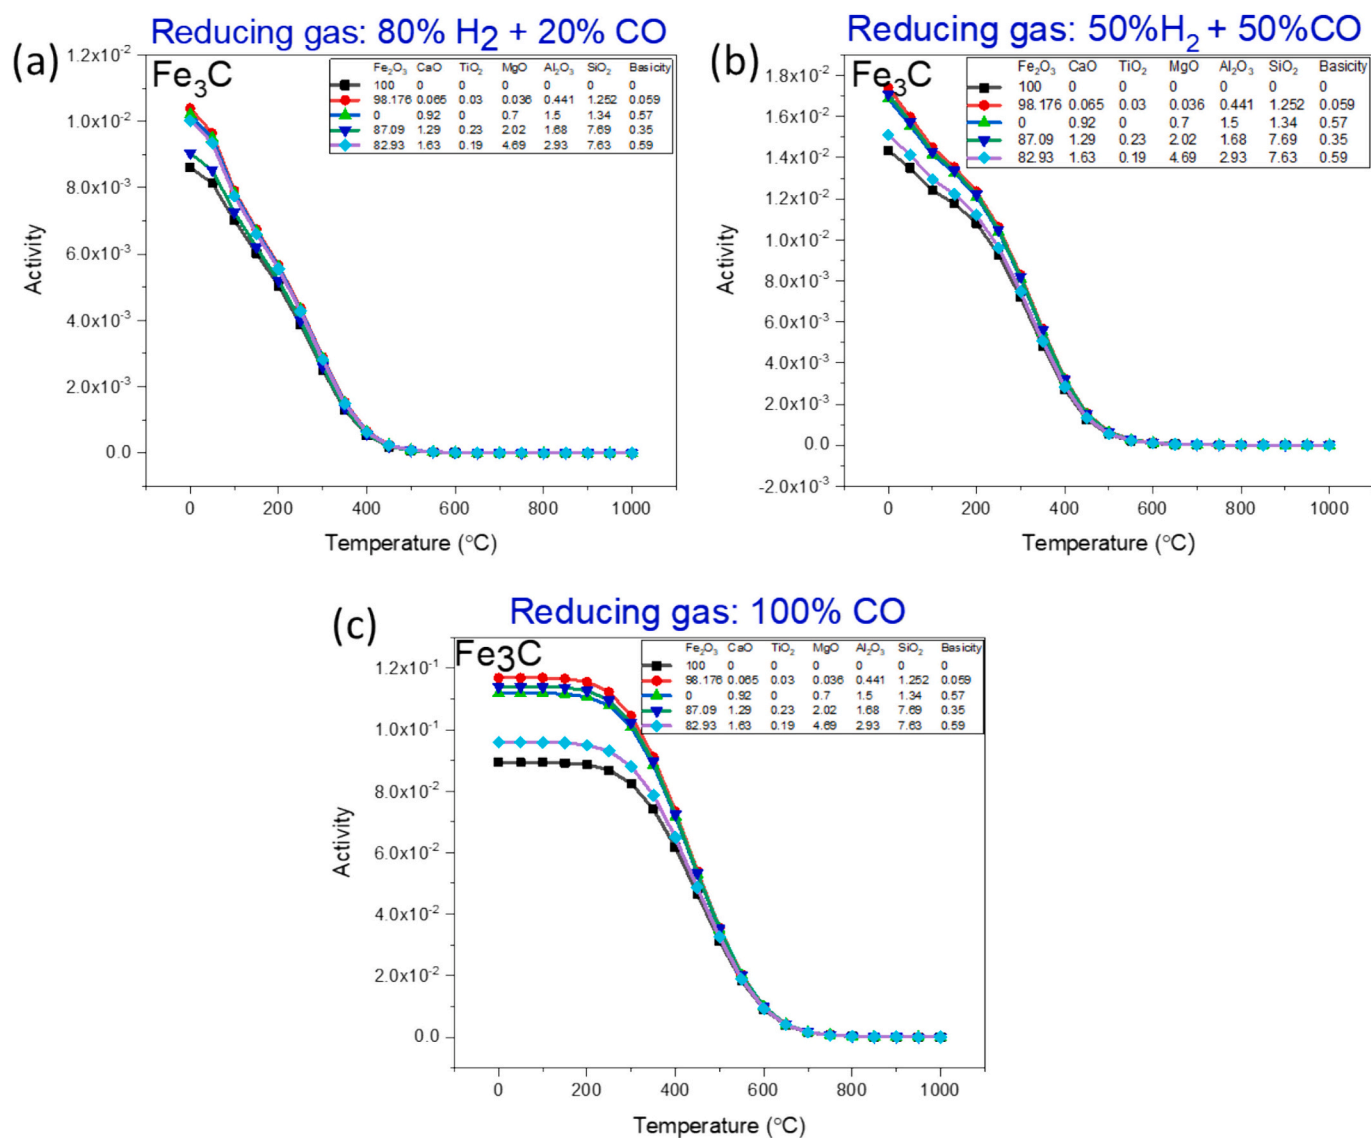 Reducing gas: 80% H2 + 20% CO
(a)
Fe3C
Fe2O3 CaO TiO2 MgO Al2O3 SiO2 Basicity
100 0 0 0 0 0 0
98.176 0.065 0.03 0.036 0.441 1.252 0.059
0 0.92 0 0.7 1.5 1.34 0.57
87.09 1.29 0.23 2.02 1.68 7.69 0.35
82.93 1.63 0.19 4.69 2.93 7.63 0.59
1.2x10-2
1.0x10-2
8.0x10-3
6.0x10-3
4.0x10-3
2.0x10-3
0.0
Activity
0 200 400 600 800 1000
Temperature (°C)
Reducing gas: 50%H2 + 50%CO
(b)
Fe3C
Fe2O3 CaO TiO2 MgO Al2O3 SiO2 Basicity
100 0 0 0 0 0 0
98.176 0.065 0.03 0.036 0.441 1.252 0.059
0 0.92 0 0.7 1.5 1.34 0.57
87.09 1.29 0.23 2.02 1.68 7.69 0.35
82.93 1.63 0.19 4.69 2.93 7.63 0.59
1.8x10-2
1.6x10-2
1.4x10-2
1.2x10-2
1.0x10-2
8.0x10-3
6.0x10-3
4.0x10-3
2.0x10-3
0.0
-2.0x10-3
Activity
0 200 400 600 800 1000
Temperature (°C)
Reducing gas: 100% CO
(c)
Fe3C
Fe2O3 CaO TiO2 MgO Al2O3 SiO2 Basicity
100 0 0 0 0 0 0
98.176 0.065 0.03 0.036 0.441 1.252 0.059
0 0.92 0 0.7 1.5 1.34 0.57
87.09 1.29 0.23 2.02 1.68 7.69 0.35
82.93 1.63 0.19 4.69 2.93 7.63 0.59
1.2x10-1
1.0x10-1
8.0x10-2
6.0x10-2
4.0x10-2
2.0x10-2
0.0
Activity
0 200 400 600 800 1000
Temperature (°C)